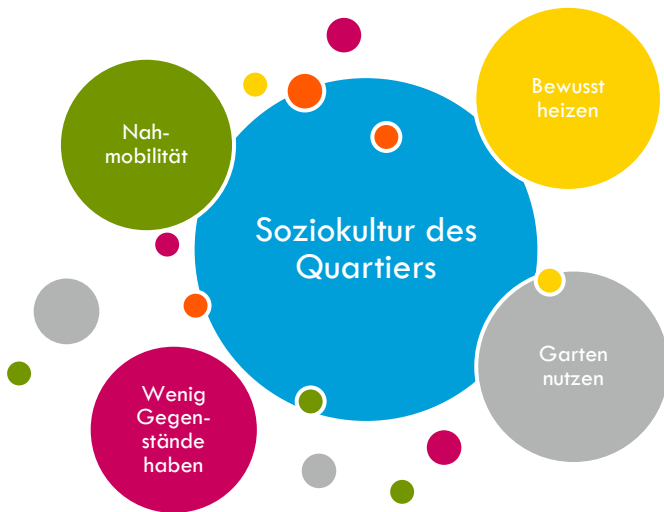 Nah-
mobilität
Bewusst
heizen
Soziokultur des
Quartiers
Garten
nutzen
Wenig
Gegen-
stände
haben